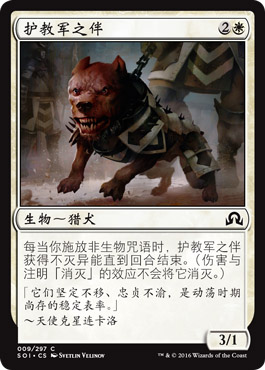 护教军之伴 2
生物～猎犬
每当你施放非生物咒语时，护教军之伴
获得不灭异能直到回合结束。（伤害与
注明「消灭」的效应不会将它消灭。）
「它们坚定不移、忠贞不渝，是动荡时期
尚存的稳定表率。」
～天使克星连卡洛
3/1
009/297 C
SOI • CS SVETLIN VELINOV
™ & © 2016 Wizards of the Coast